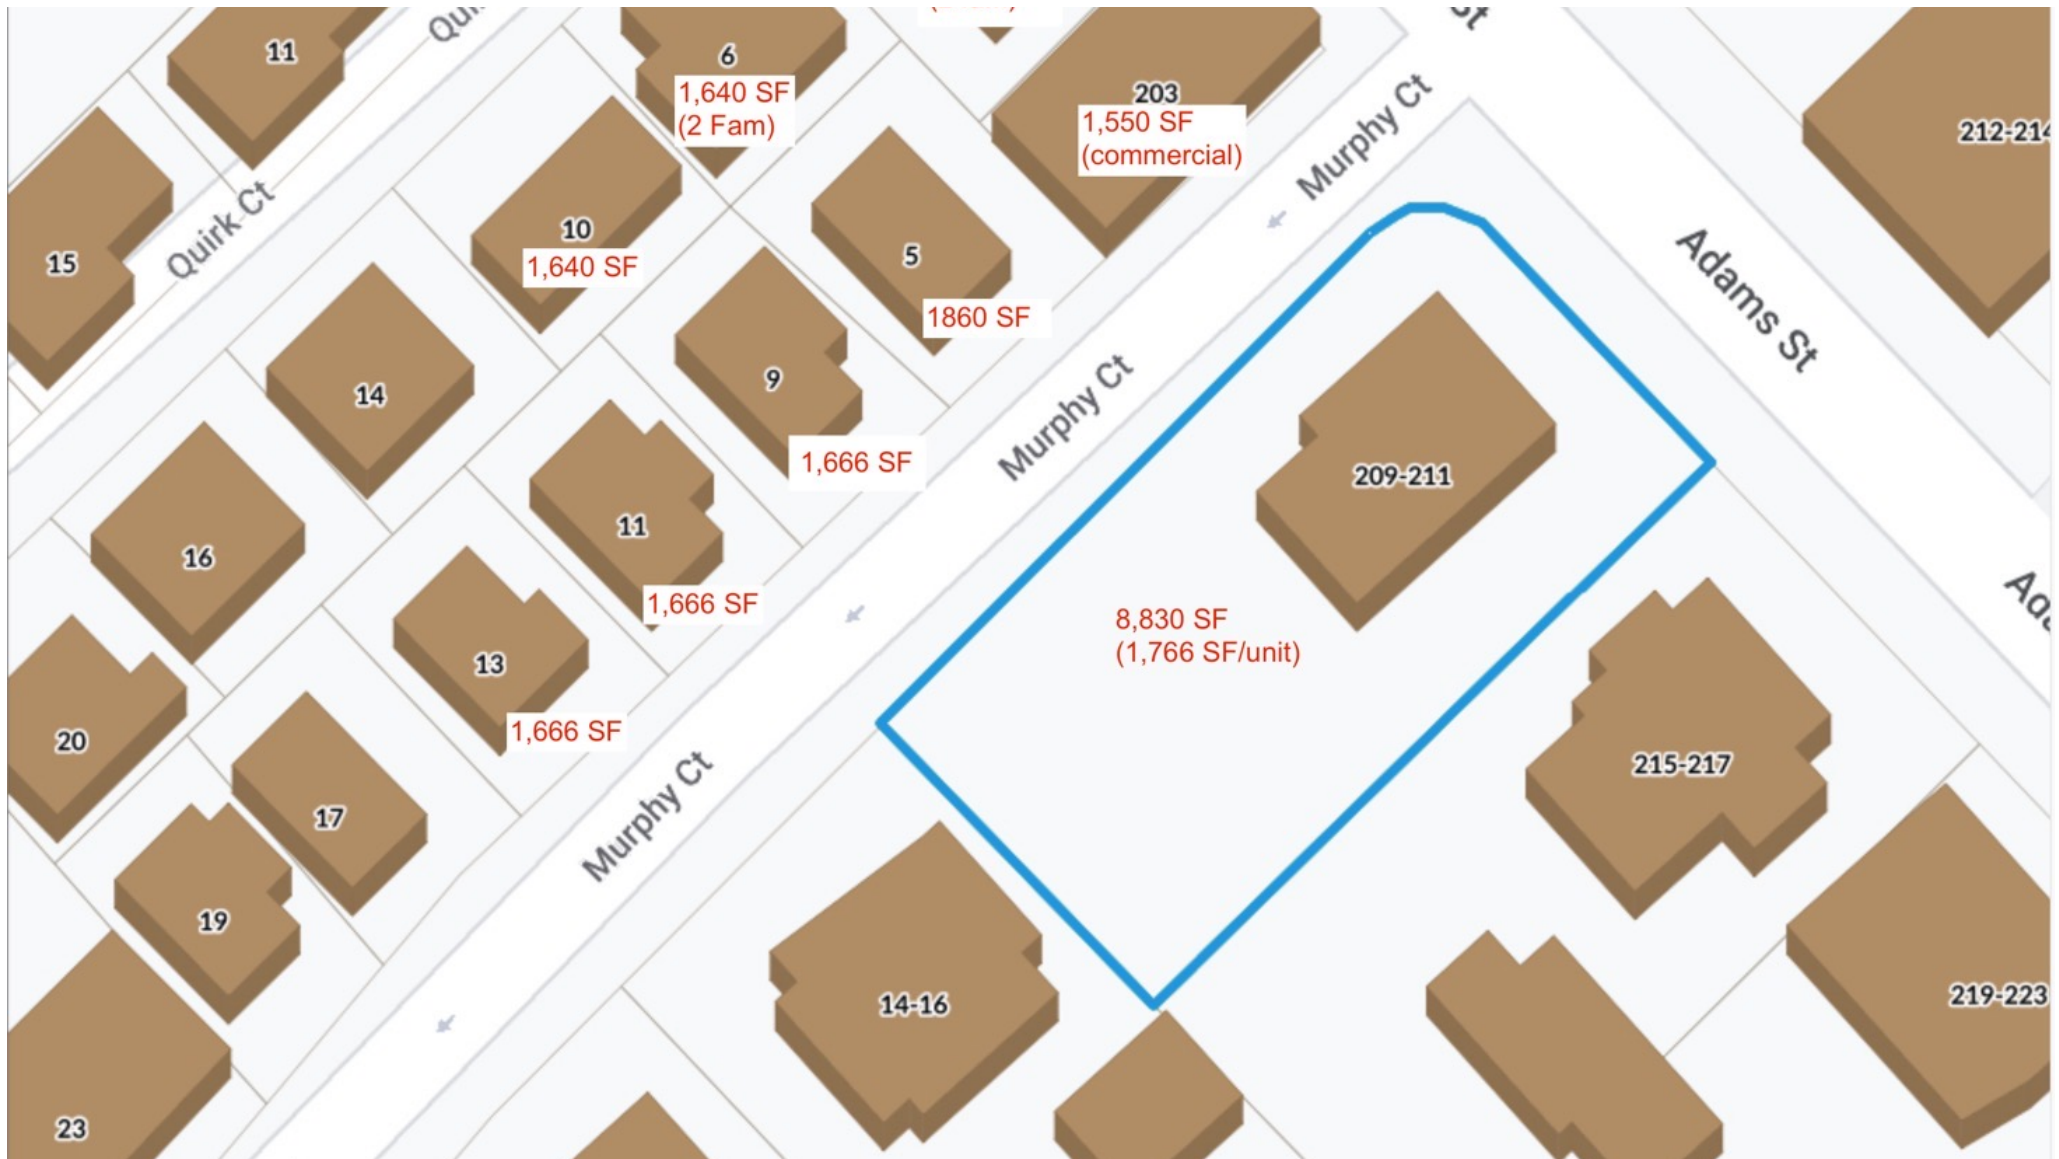 11
Qui
6
1,640 SF
(2 Fam)
203
1,550 SF
(commercial)
St
Murphy Ct
212-214
15
Quirk Ct
10
1,640 SF
5
1860 SF
Adams St
14
9
1,666 SF
Murphy Ct
209-211
16
11
1,666 SF
8,830 SF
(1,766 SF/unit)
Ada
13
1,666 SF
20
17
Murphy Ct
215-217
19
14-16
219-223
23